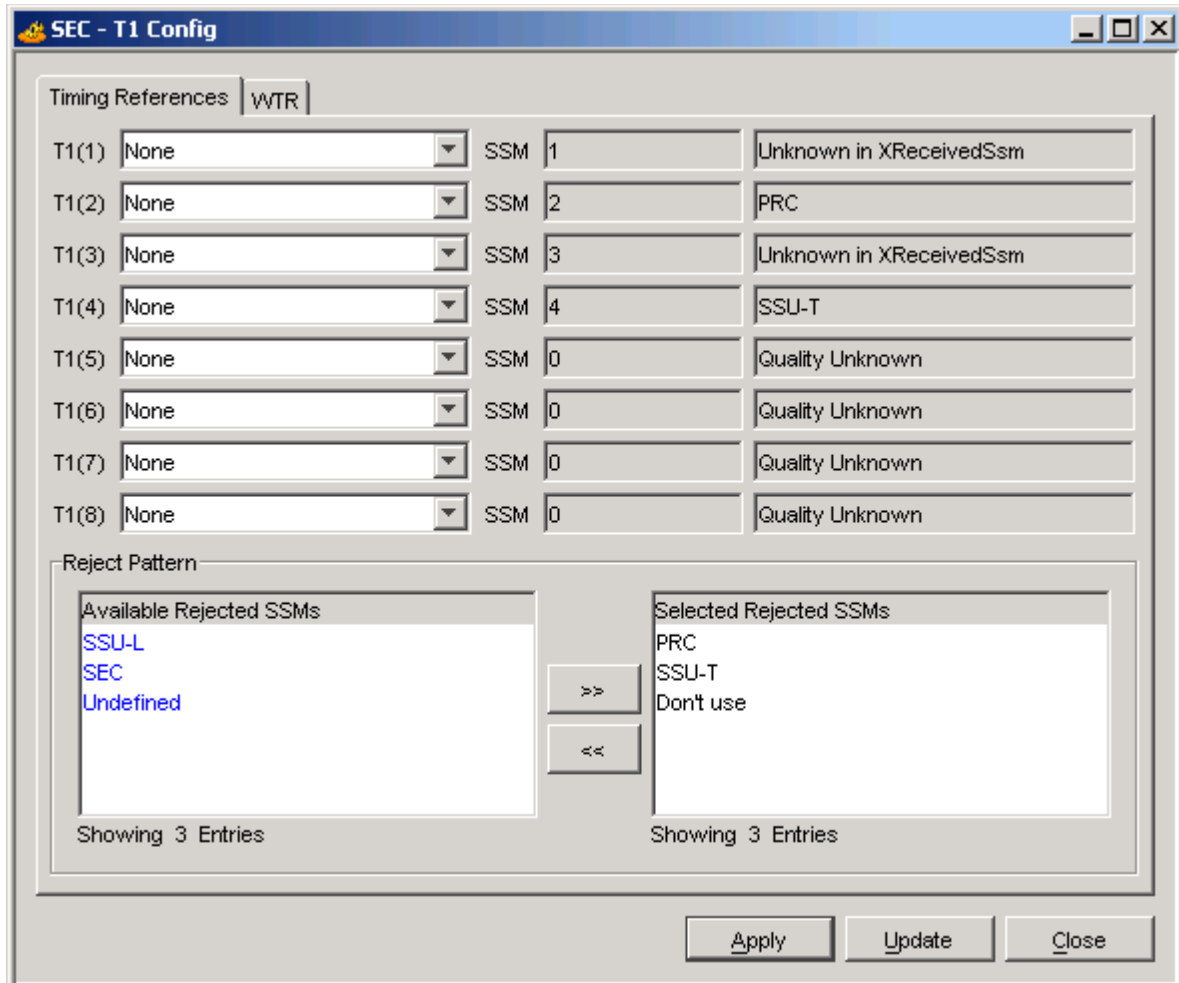 SEC - T1 Config
Timing References WTR
T1(1) None SSM 1 Unknown in XReceivedSsm
T1(2) None SSM 2 PRC
T1(3) None SSM 3 Unknown in XReceivedSsm
T1(4) None SSM 4 SSU-T
T1(5) None SSM 0 Quality Unknown
T1(6) None SSM 0 Quality Unknown
T1(7) None SSM 0 Quality Unknown
T1(8) None SSM 0 Quality Unknown
Reject Pattern
Available Rejected SSMs
SSU-L
SEC
Undefined
Showing 3 Entries
>>
<<
Selected Rejected SSMs
PRC
SSU-T
Don't use
Showing 3 Entries
Apply Update Close